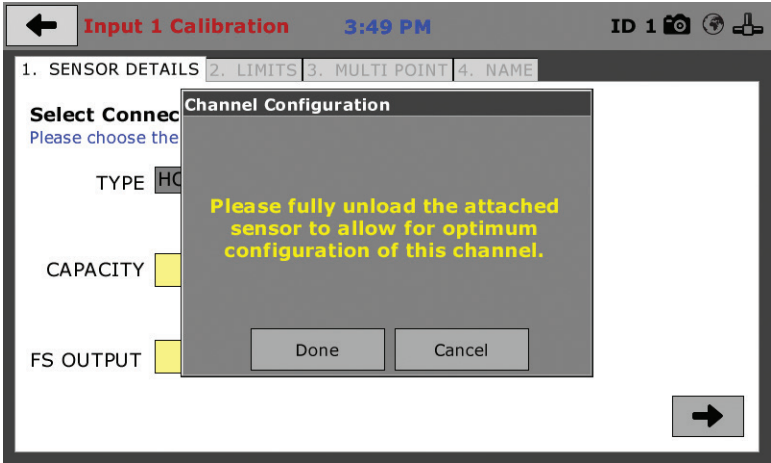 Input 1 Calibration 3:49 PM ID 1
1. SENSOR DETAILS 2. LIMITS 3. MULTI POINT 4. NAME
Select Connec
Please choose the
Channel Configuration
TYPE HO
Please fully unload the attached
sensor to allow for optimum
configuration of this channel.
CAPACITY
Done Cancel
FS OUTPUT